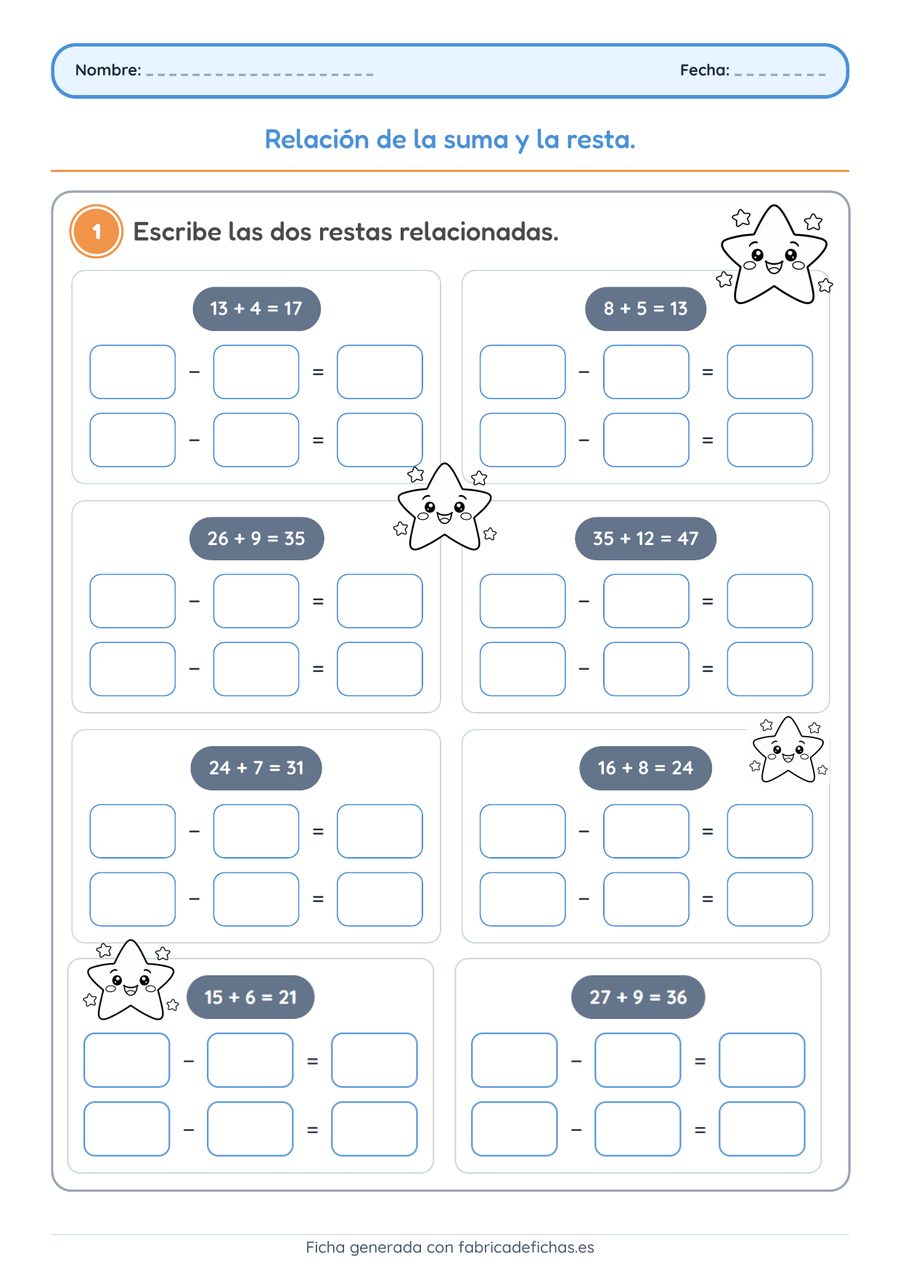 Nombre: _ _ _ _ _ _ _ _ _ _ _ _ _ _ _ _ _ _ _ _ Fecha: _ _ _ _ _ _ _ _
Relación de la suma y la resta.
1 Escribe las dos restas relacionadas.
13 + 4 = 17
– =
– =
8 + 5 = 13
– =
– =
26 + 9 = 35
– =
– =
35 + 12 = 47
– =
– =
24 + 7 = 31
– =
– =
16 + 8 = 24
– =
– =
15 + 6 = 21
– =
– =
27 + 9 = 36
– =
– =
Ficha generada con fabricadefichas.es